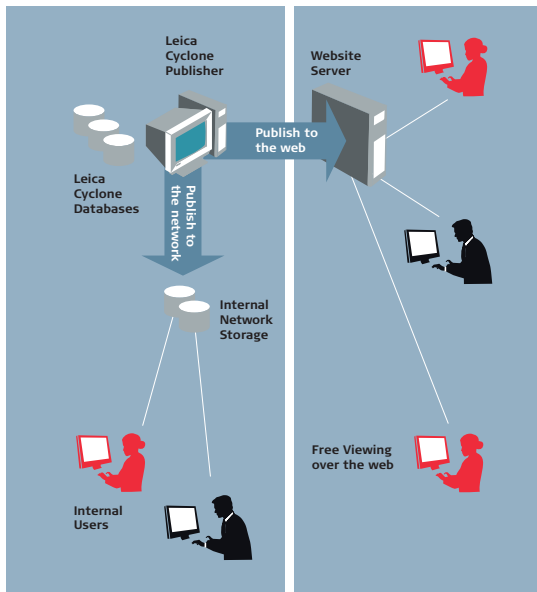 Leica
Cyclone
Publisher
Website
Server
Publish to
the web
Leica
Cyclone
Databases
Publish to
the network
Internal
Network
Storage
Free Viewing
over the web
Internal
Users